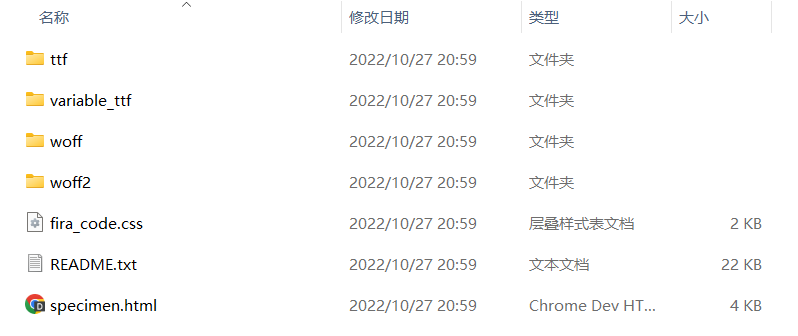 名称 修改日期 类型 大小
ttf 2022/10/27 20:59 文件夹
variable_ttf 2022/10/27 20:59 文件夹
woff 2022/10/27 20:59 文件夹
woff2 2022/10/27 20:59 文件夹
fira_code.css 2022/10/27 20:59 层叠样式表文档 2 KB
README.txt 2022/10/27 20:59 文本文档 22 KB
specimen.html 2022/10/27 20:59 Chrome Dev HT... 4 KB